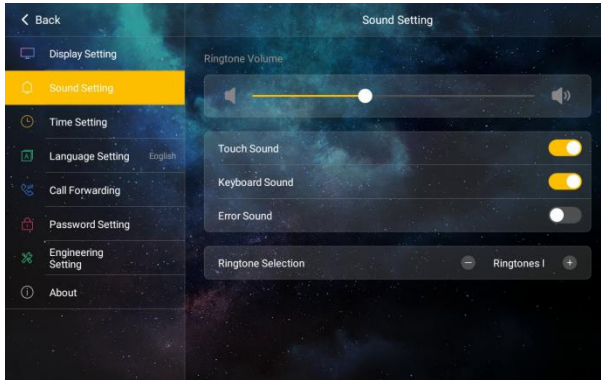 Back
Sound Setting
Display Setting
Sound Setting
Time Setting
Language Setting English
Call Forwarding
Password Setting
Engineering
Setting
About
Ringtone Volume
Touch Sound
Keyboard Sound
Error Sound
Ringtone Selection
Ringtones I